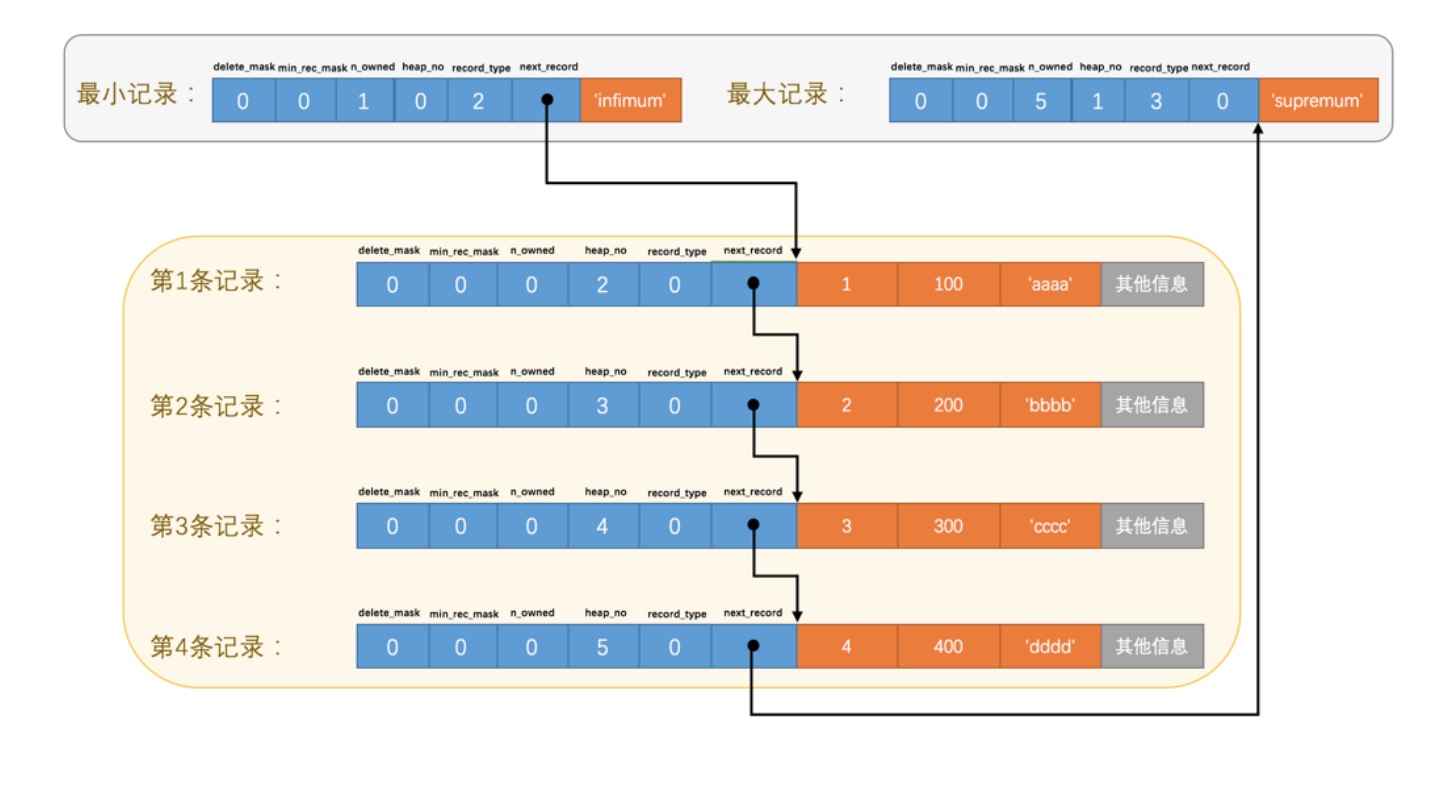 delete_mask min_rec_mask n_owned heap_no record_type next_record
最小记录： 0 0 1 0 2 'infimum'
delete_mask min_rec_mask n_owned heap_no record_type next_record
最大记录： 0 0 5 1 3 0 'supremum'
delete_mask min_rec_mask n_owned heap_no record_type next_record
第1条记录： 0 0 0 2 0 1 100 'aaaa' 其他信息
delete_mask min_rec_mask n_owned heap_no record_type next_record
第2条记录： 0 0 0 3 0 2 200 'bbbb' 其他信息
delete_mask min_rec_mask n_owned heap_no record_type next_record
第3条记录： 0 0 0 4 0 3 300 'cccc' 其他信息
delete_mask min_rec_mask n_owned heap_no record_type next_record
第4条记录： 0 0 0 5 0 4 400 'dddd' 其他信息